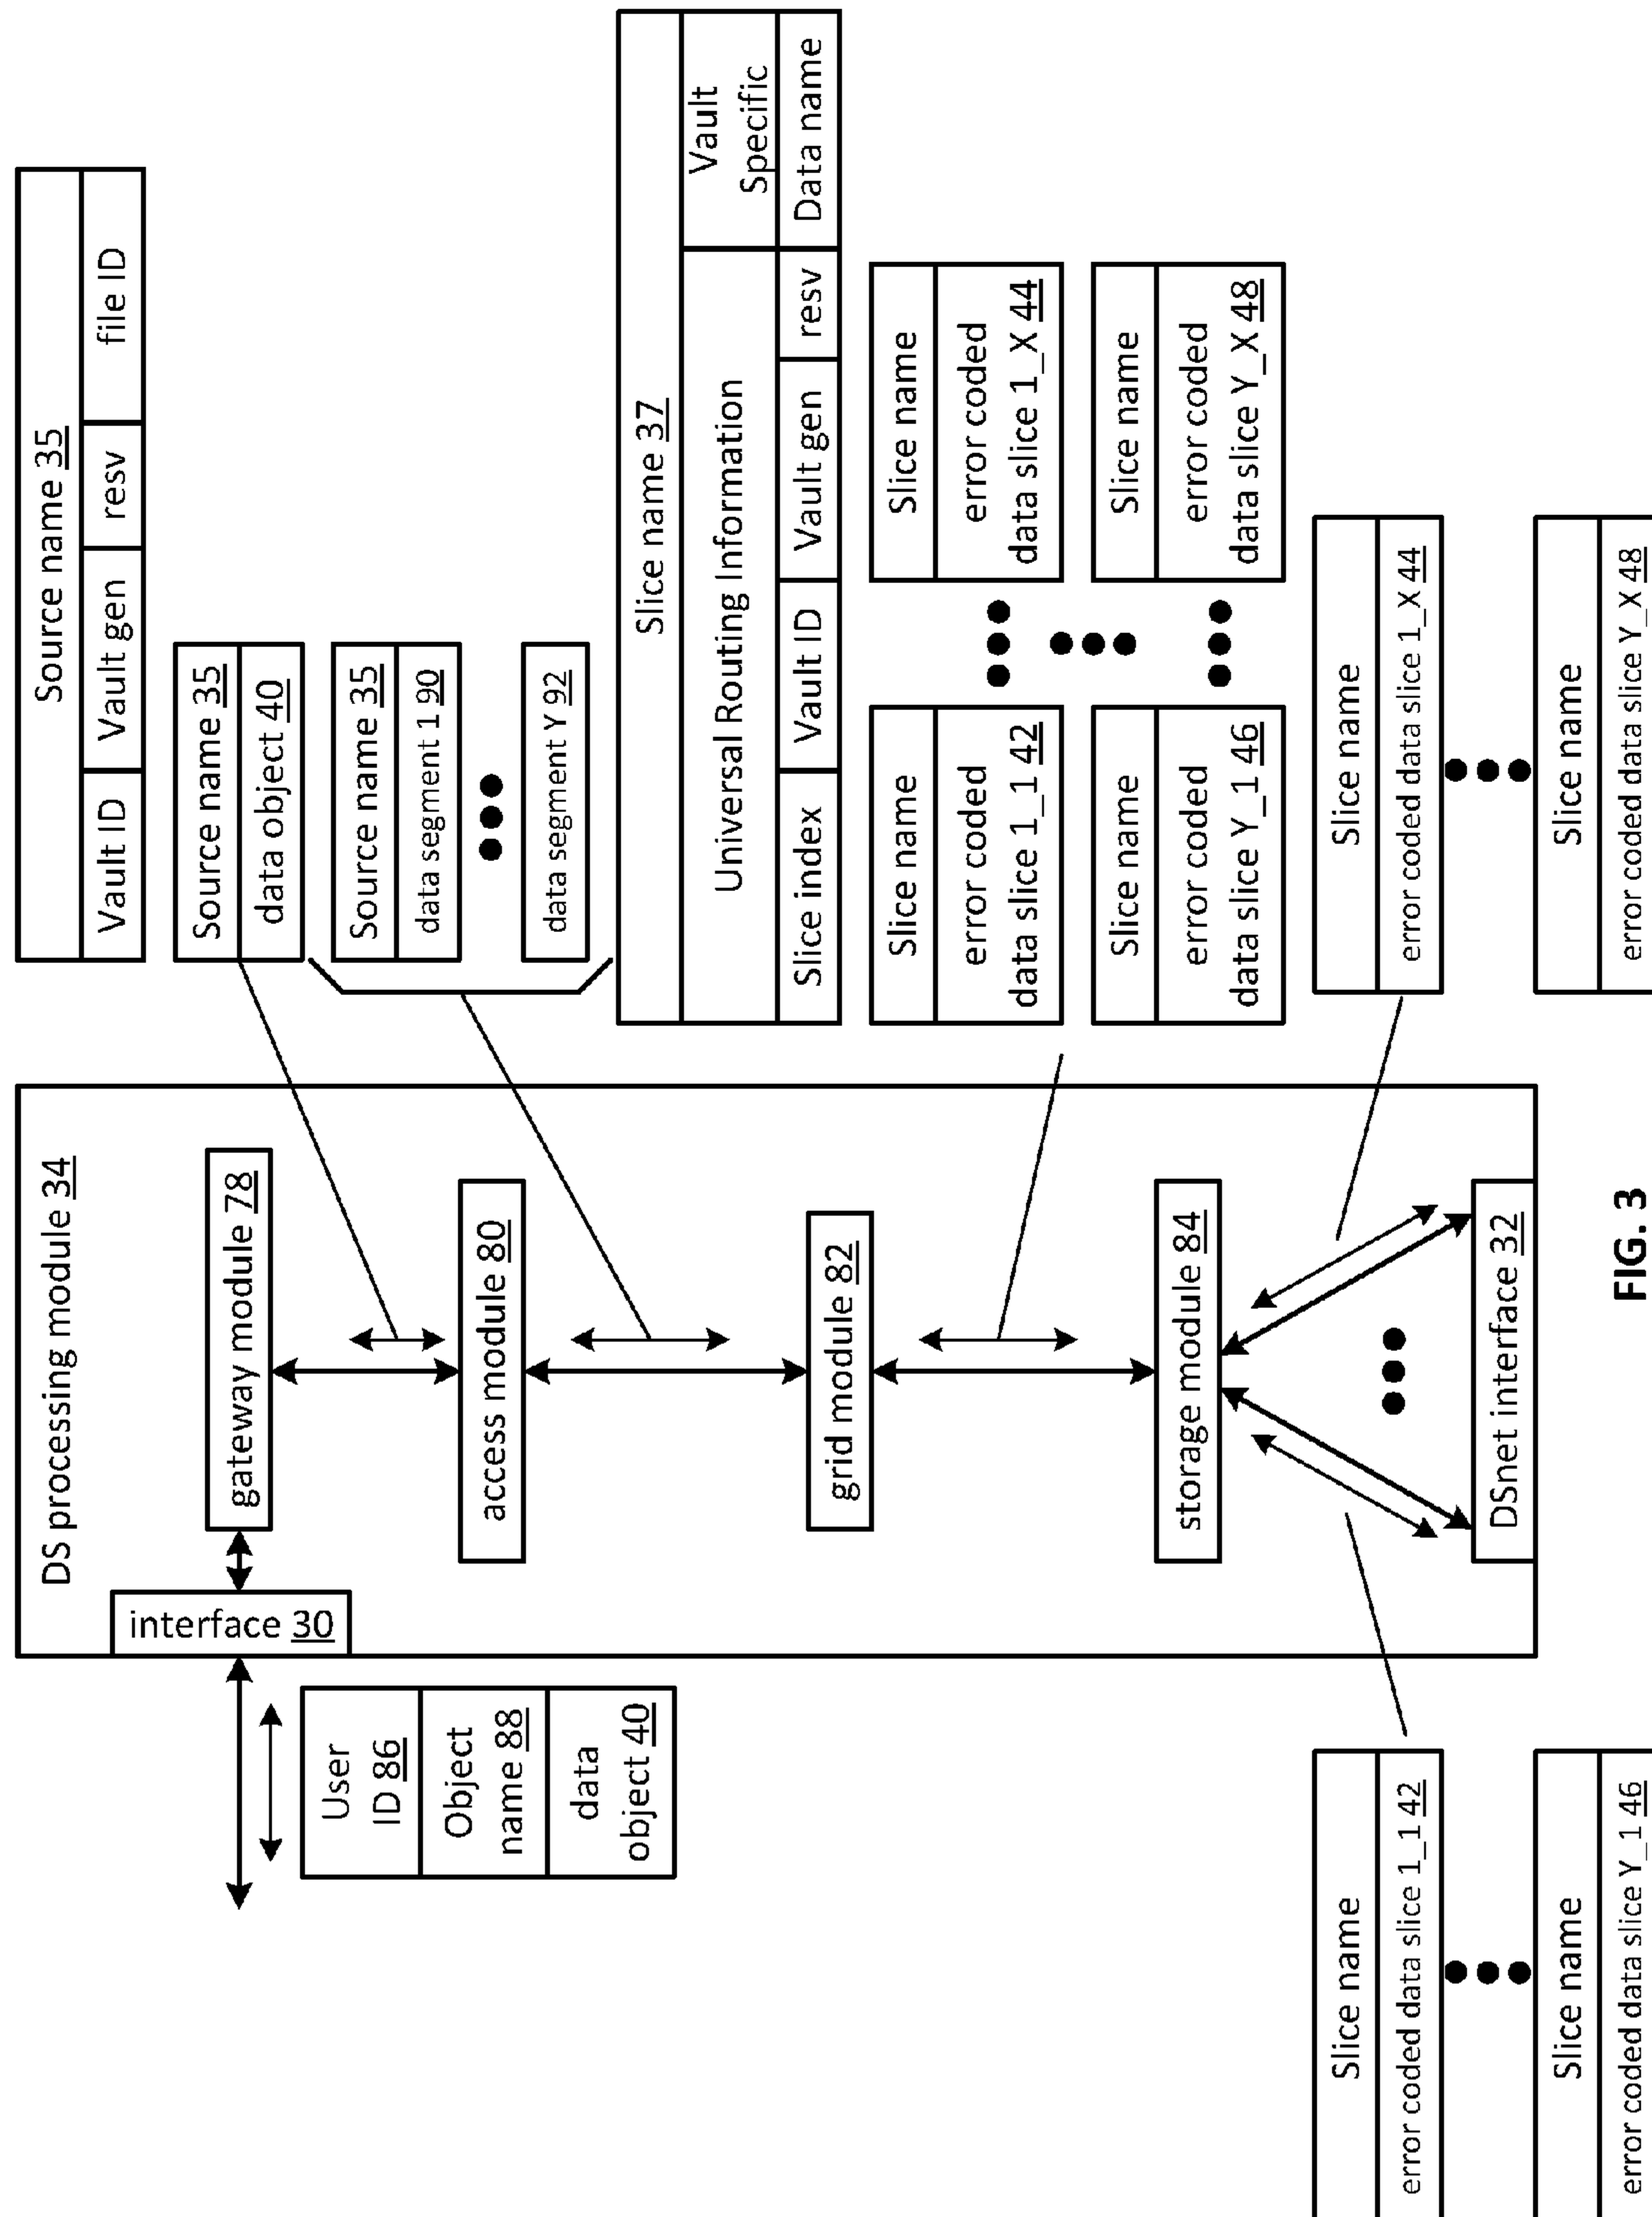 DS processing module 34
interface 30
gateway module 78
access module 80
grid module 82
storage module 84
DSnet interface 32
User
ID 86
Object
name 88
data
object 40
Source name 35
Vault ID
Vault gen
resv
file ID
Source name 35
data object 40
Source name 35
data segment 1 90
data segment Y 92
Slice name 37
Universal Routing Information
Vault
Specific
Slice index
Vault ID
Vault gen
resv
Data name
Slice name
error coded
data slice 1_1 42
Slice name
error coded
data slice 1_X 44
Slice name
error coded
data slice Y_1 46
Slice name
error coded
data slice Y_X 48
Slice name
error coded data slice 1_1 42
Slice name
error coded data slice Y_1 46
Slice name
error coded data slice 1_X 44
Slice name
error coded data slice Y_X 48
FIG. 3